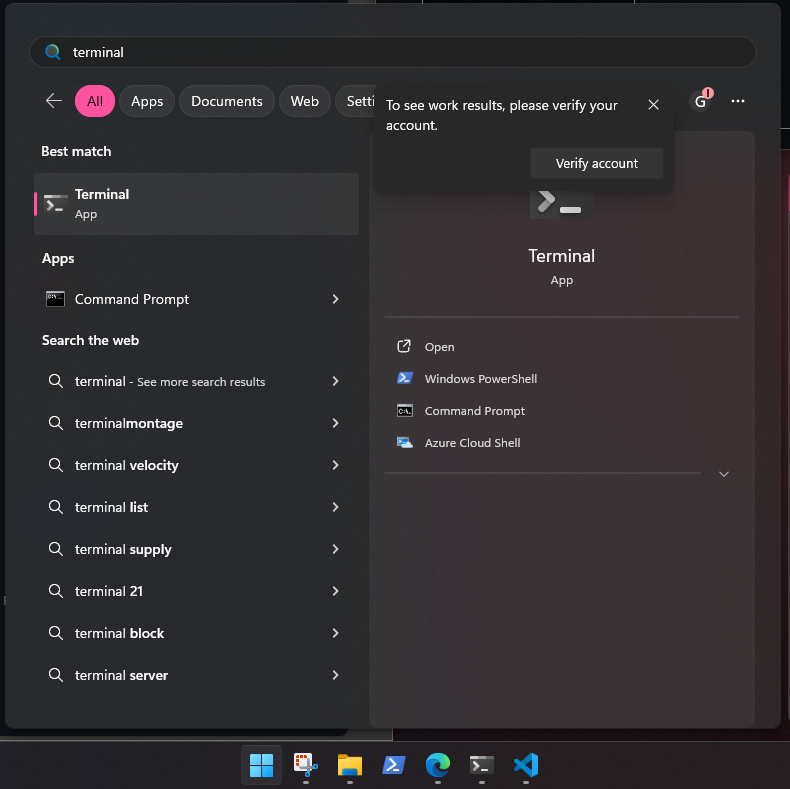 terminal
All
Apps
Documents
Web
Setti
To see work results, please verify your
account.
Verify account
G
Best match
Terminal
App
Apps
Command Prompt
Search the web
terminal - See more search results
terminalmontage
terminal velocity
terminal list
terminal supply
terminal 21
terminal block
terminal server
Terminal
App
Open
Windows PowerShell
Command Prompt
Azure Cloud Shell